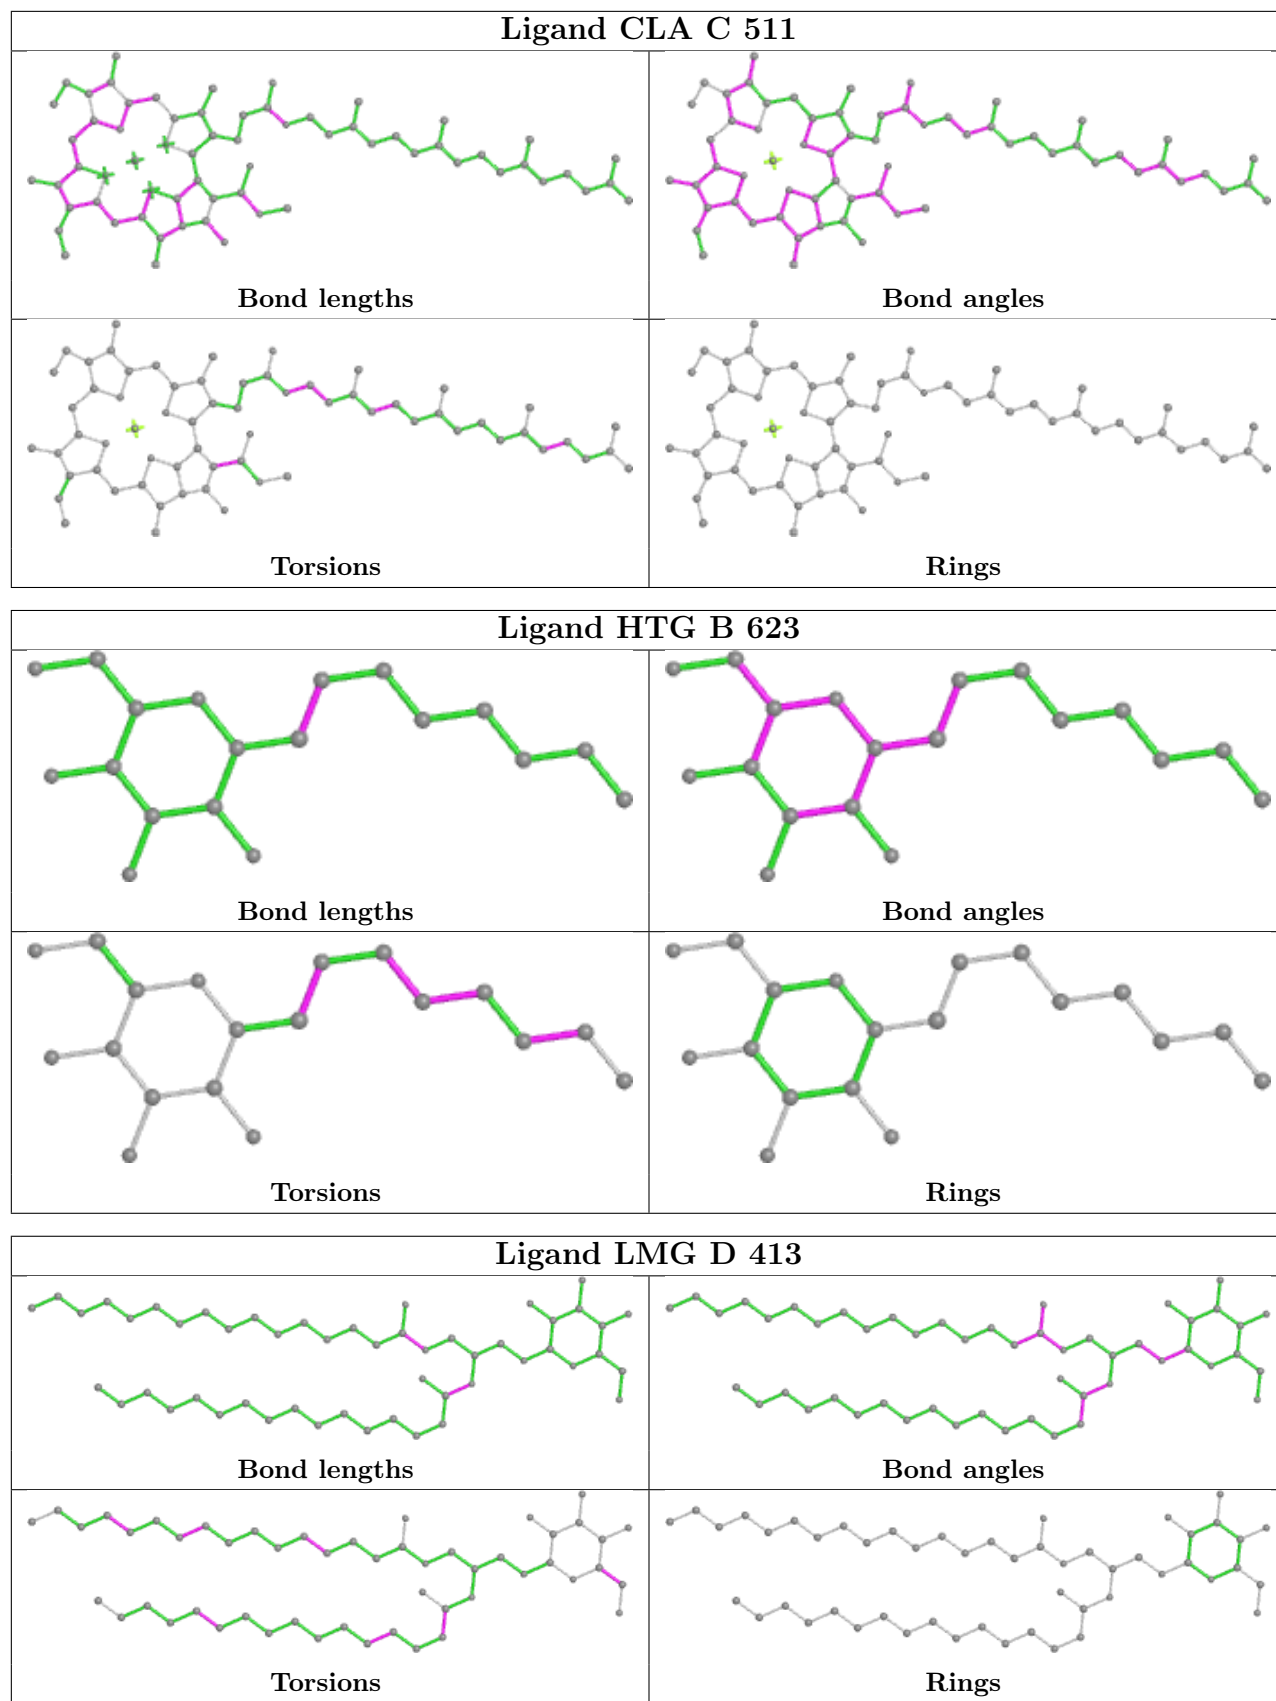 Ligand CLA C 511
Bond lengths
Bond angles
Torsions
Rings
Ligand HTG B 623
Bond lengths
Bond angles
Torsions
Rings
Ligand LMG D 413
Bond lengths
Bond angles
Torsions
Rings